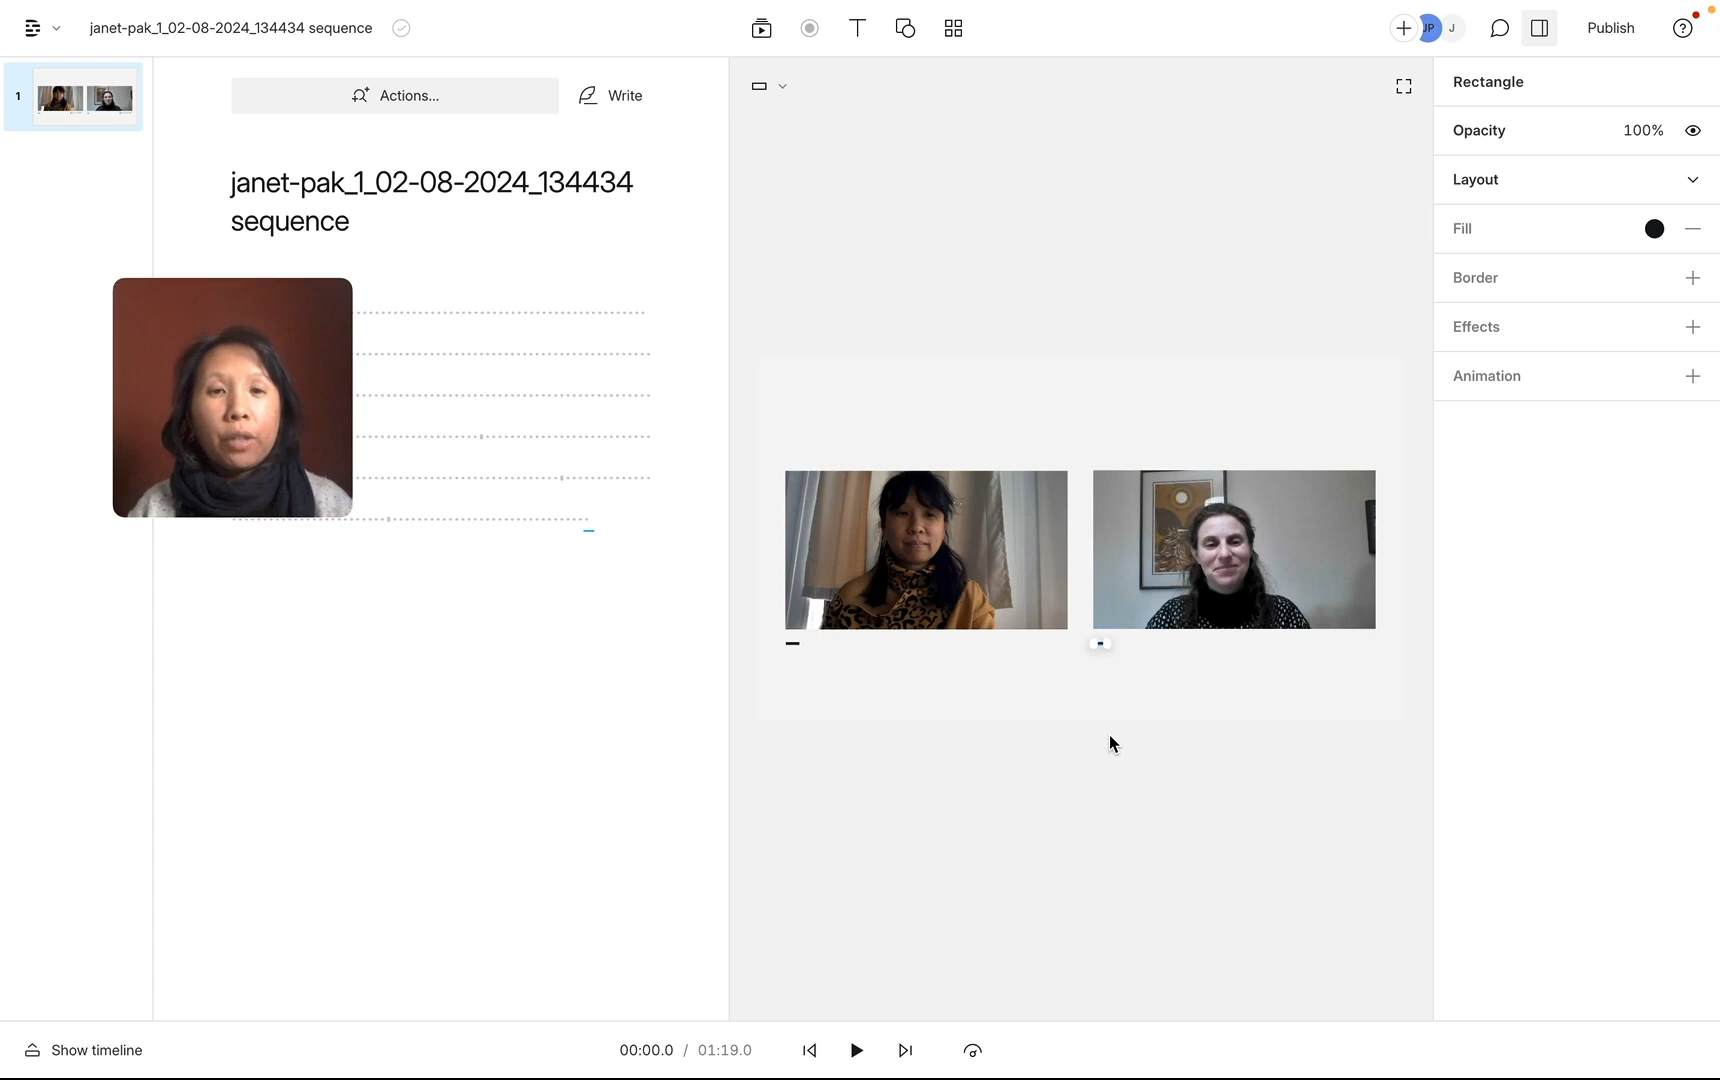 janet-pak_1_02-08-2024_134434 sequence
JP
J
Publish
1
Actions...
Write
janet-pak_1_02-08-2024_134434
sequence
Rectangle
Opacity
100%
Layout
Fill
Border
Effects
Animation
Show timeline
00:00.0 / 01:19.0